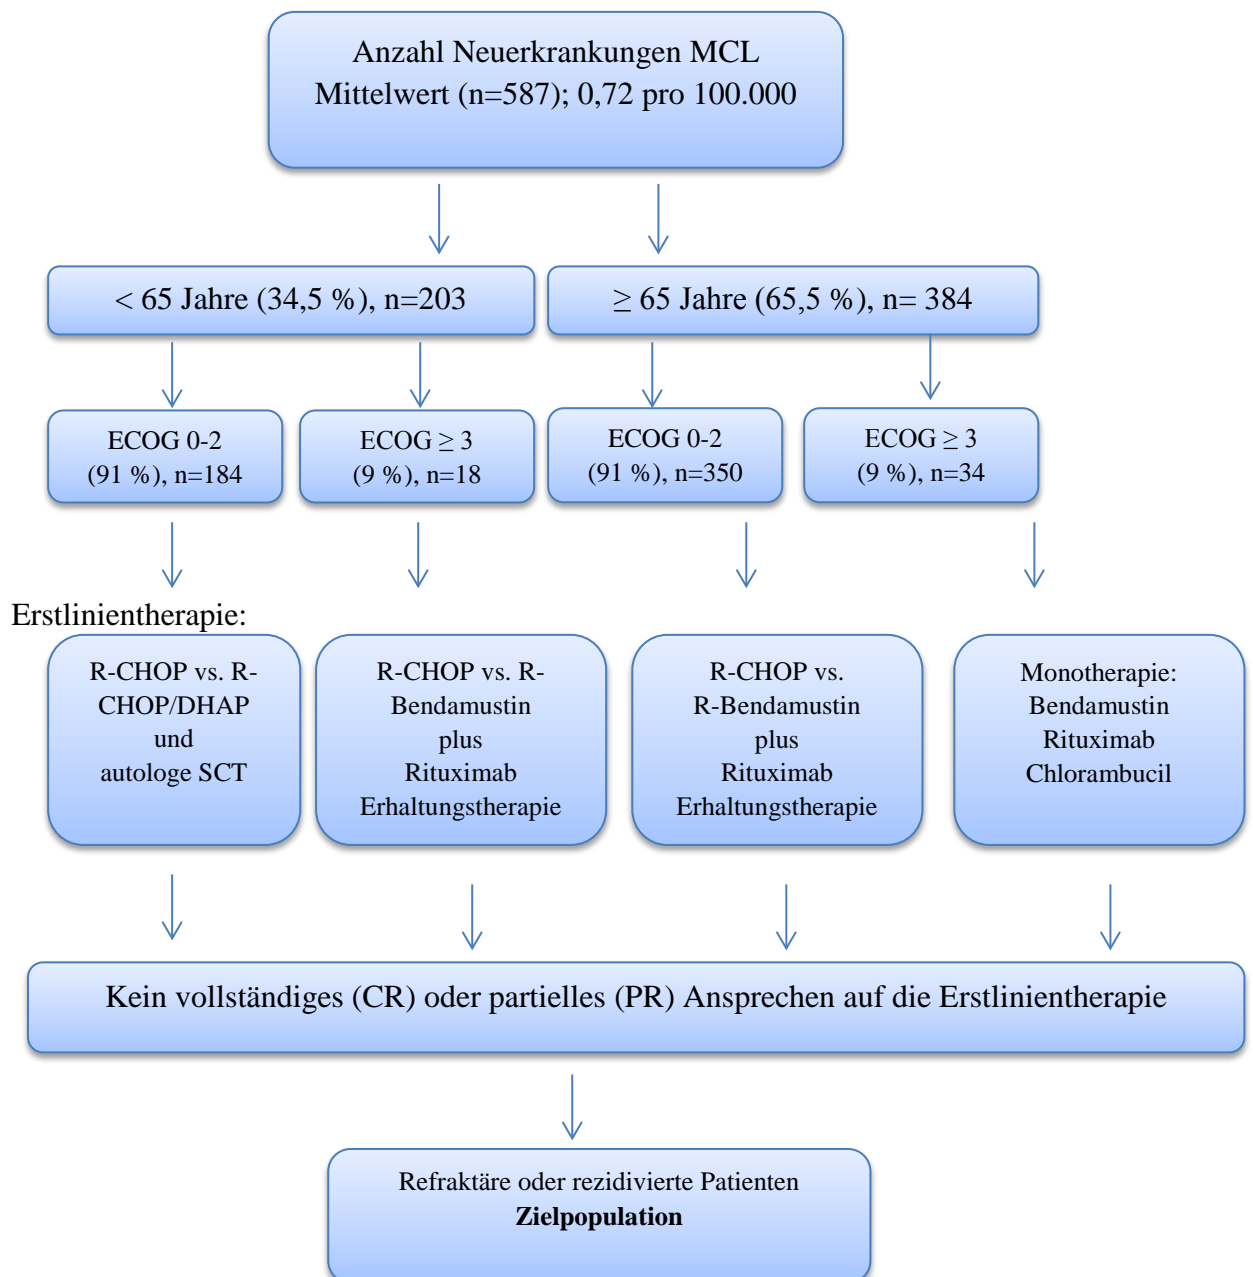 Anzahl Neuerkrankungen MCL
Mittelwert (n=587); 0,72 pro 100.000
< 65 Jahre (34,5 %), n=203
≥ 65 Jahre (65,5 %), n= 384
ECOG 0-2
(91 %), n=184
ECOG ≥ 3
(9 %), n=18
ECOG 0-2
(91 %), n=350
ECOG ≥ 3
(9 %), n=34
Erstlinientherapie:
R-CHOP vs. R-
CHOP/DHAP
und
autologe SCT
R-CHOP vs. R-
Bendamustin
plus
Rituximab
Erhaltungstherapie
R-CHOP vs.
R-Bendamustin
plus
Rituximab
Erhaltungstherapie
Monotherapie:
Bendamustin
Rituximab
Chlorambucil
Kein vollständiges (CR) oder partielles (PR) Ansprechen auf die Erstlinientherapie
Refraktäre oder rezidivierte Patienten
Zielpopulation